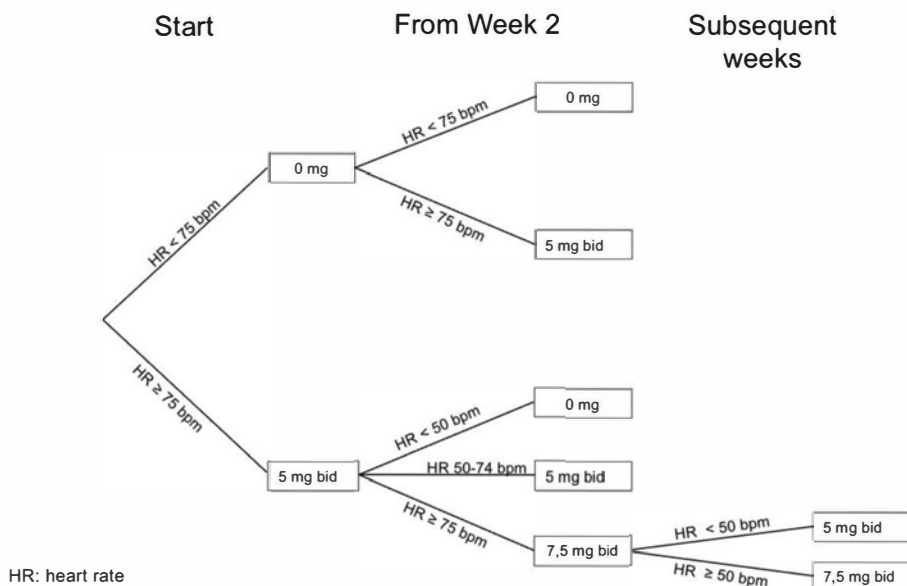 Start
From Week 2
Subsequent
weeks
0 mg
HR < 75 bpm
0 mg
HR < 75 bpm
HR ≥ 75 bpm
5 mg bid
HR ≥ 75 bpm
0 mg
HR < 50 bpm
5 mg bid
HR 50-74 bpm
5 mg bid
HR ≥ 75 bpm
7,5 mg bid
HR < 50 bpm
5 mg bid
HR ≥ 50 bpm
7,5 mg bid
HR: heart rate